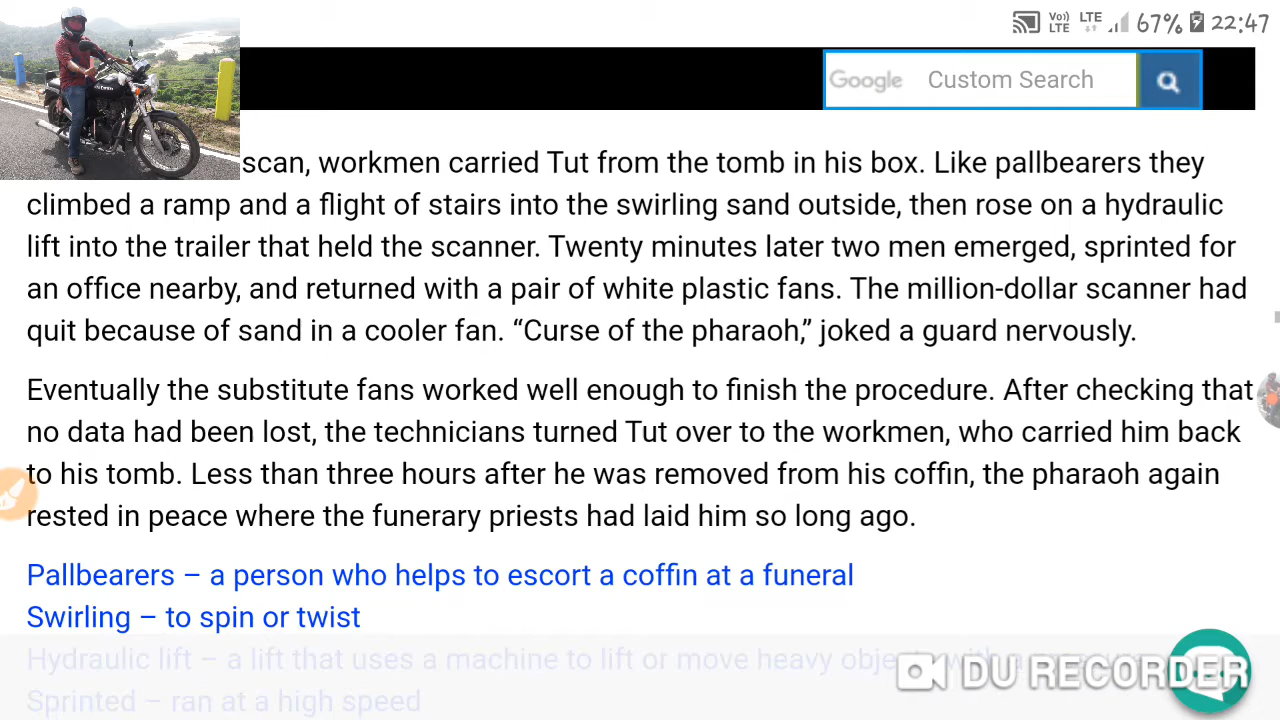 Vo)) LTE LTE 67% 22:47
Google Custom Search
scan, workmen carried Tut from the tomb in his box. Like pallbearers they
climbed a ramp and a flight of stairs into the swirling sand outside, then rose on a hydraulic
lift into the trailer that held the scanner. Twenty minutes later two men emerged, sprinted for
an office nearby, and returned with a pair of white plastic fans. The million-dollar scanner had
quit because of sand in a cooler fan. “Curse of the pharaoh,” joked a guard nervously.
Eventually the substitute fans worked well enough to finish the procedure. After checking that
no data had been lost, the technicians turned Tut over to the workmen, who carried him back
to his tomb. Less than three hours after he was removed from his coffin, the pharaoh again
rested in peace where the funerary priests had laid him so long ago.
Pallbearers – a person who helps to escort a coffin at a funeral
Swirling – to spin or twist
Hydraulic lift – a lift that uses a machine to lift or move heavy objects with
DU RECORDER
Sprinted – ran at a high speed